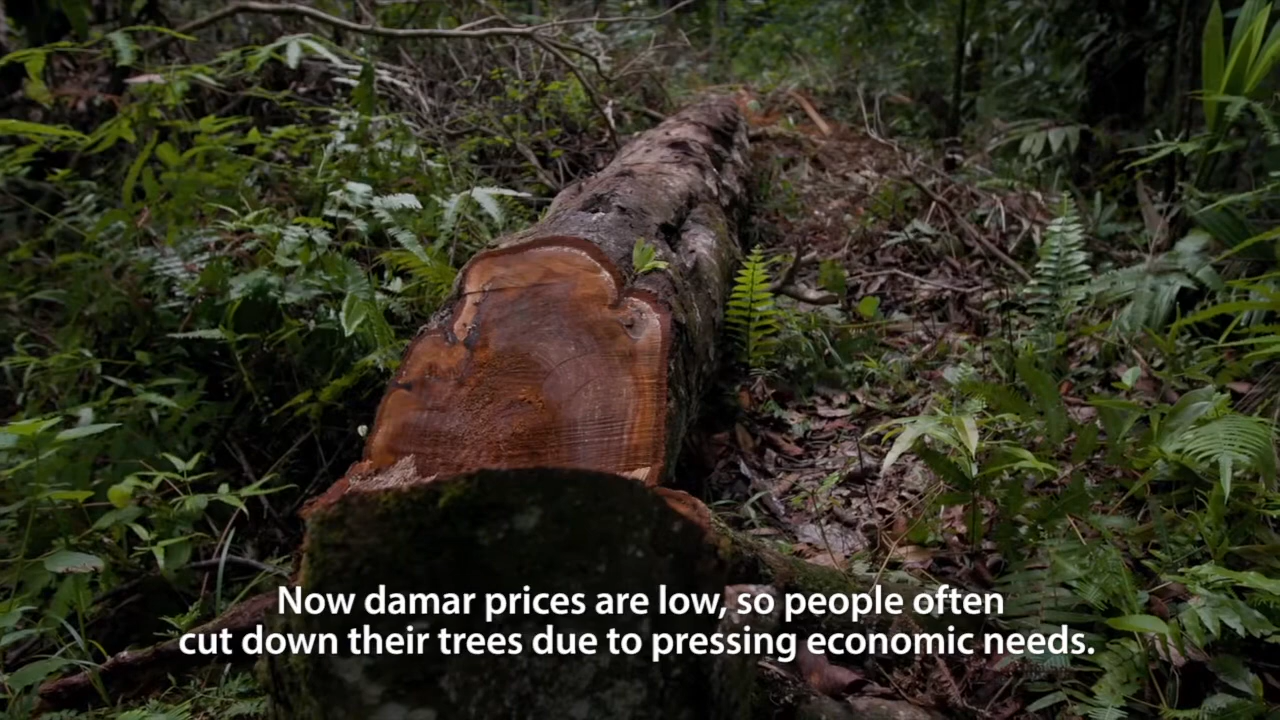 Now damar prices are low, so people often
cut down their trees due to pressing economic needs.